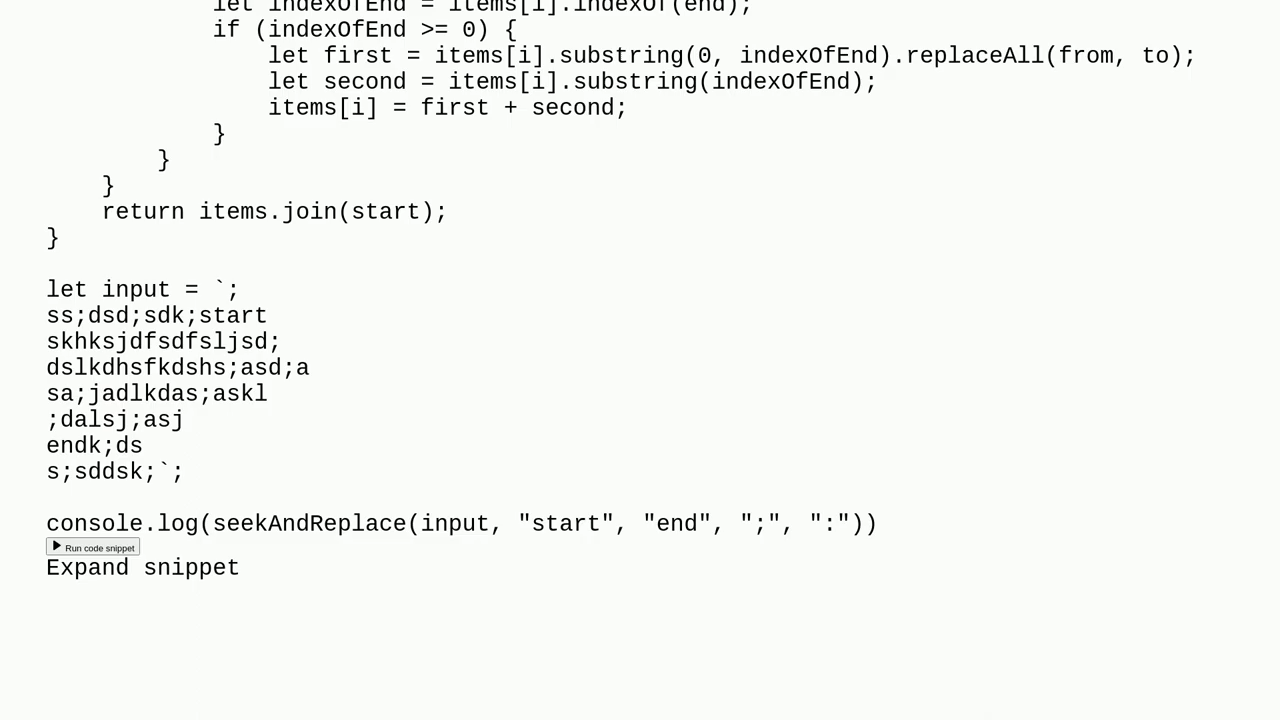 let indexOfEnd = items[i].indexOf(end);
if (indexOfEnd >= 0) {
let first = items[i].substring(0, indexOfEnd).replaceAll(from, to);
let second = items[i].substring(indexOfEnd);
items[i] = first + second;
}
}
}
return items.join(start);
}
let input = `;
ss;dsd;sdk;start
skhksjdfsdfsljsd;
dslkdhsfkdshs;asd;a
sa;jadlkdas;askl
;dalsj;asj
endk;ds
s;sddsk;`;
console.log(seekAndReplace(input, "start", "end", ";", ":"))
Run code snippet
Expand snippet